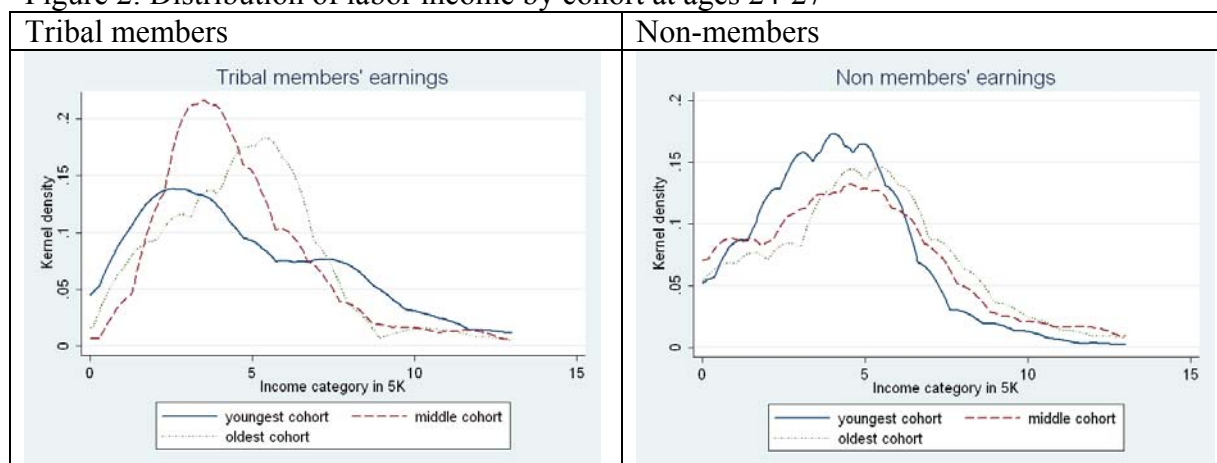 Figure 2: Distribution of labor income by cohort at ages 24-27
Tribal members
Non-members
Tribal members' earnings
Kernel density
.2
.15
.1
.05
0
0
5
10
15
Income category in 5K
youngest cohort
middle cohort
oldest cohort
Non members' earnings
Kernel density
.2
.15
.1
.05
0
0
5
10
15
Income category in 5K
youngest cohort
middle cohort
oldest cohort